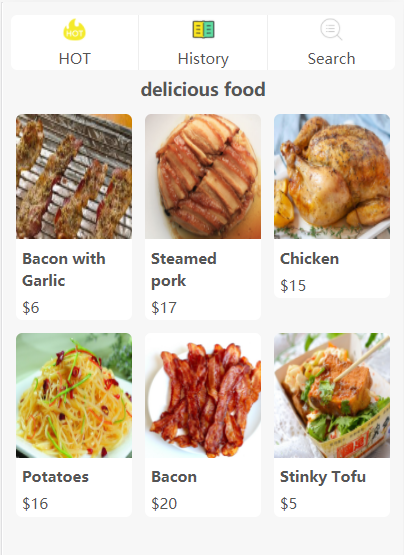 HOT
HOT
History
Search
delicious food
Bacon with
Garlic
$6
Steamed
pork
$17
Chicken
$15
Potatoes
$16
Bacon
$20
Stinky Tofu
$5